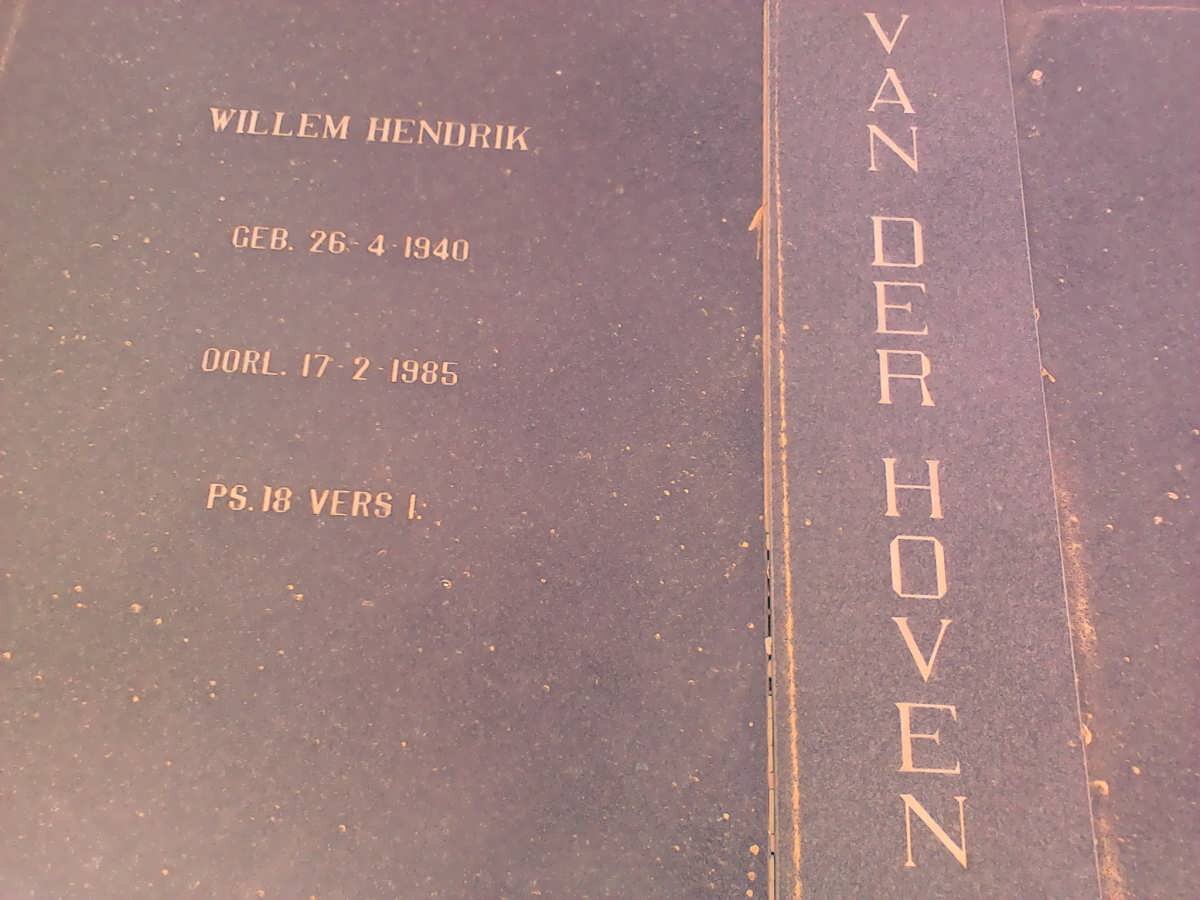 WILLEM HENDRIK
GEB. 26-4-1940
OORL. 17-2-1985
PS.18 VERS 1:
VAN DER HOVEN